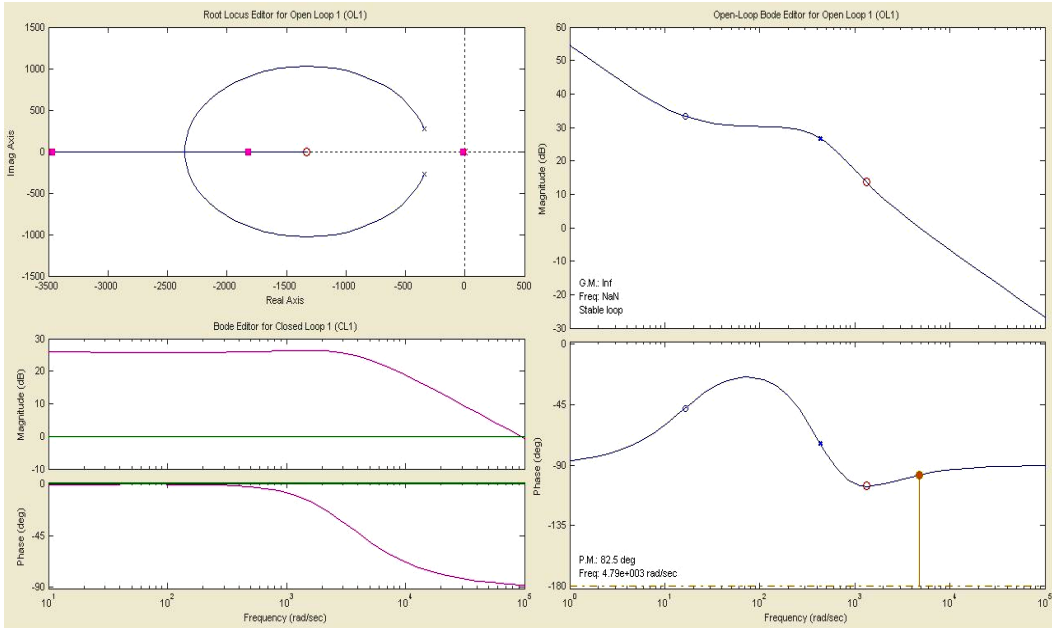 Root Locus Editor for Open Loop 1 (OL1)
1500
1000
500
0
-500
-1000
-1500
Imag Axis
-3500 -3000 -2500 -2000 -1500 -1000 -500 0 500
Real Axis
Bode Editor for Closed Loop 1 (CL1)
30
20
10
0
-10
Magnitude (dB)
0
-45
-90
Phase (deg)
10^1 10^2 10^3 10^4 10^5
Frequency (rad/sec)
Open-Loop Bode Editor for Open Loop 1 (OL1)
60
50
40
30
20
10
0
-10
-20
-30
Magnitude (dB)
G.M.: Inf
Freq: NaN
Stable loop
0
-45
-90
-135
-180
Phase (deg)
P.M.: 82.5 deg
Freq: 4.79e+003 rad/sec
10^0 10^1 10^2 10^3 10^4 10^5
Frequency (rad/sec)